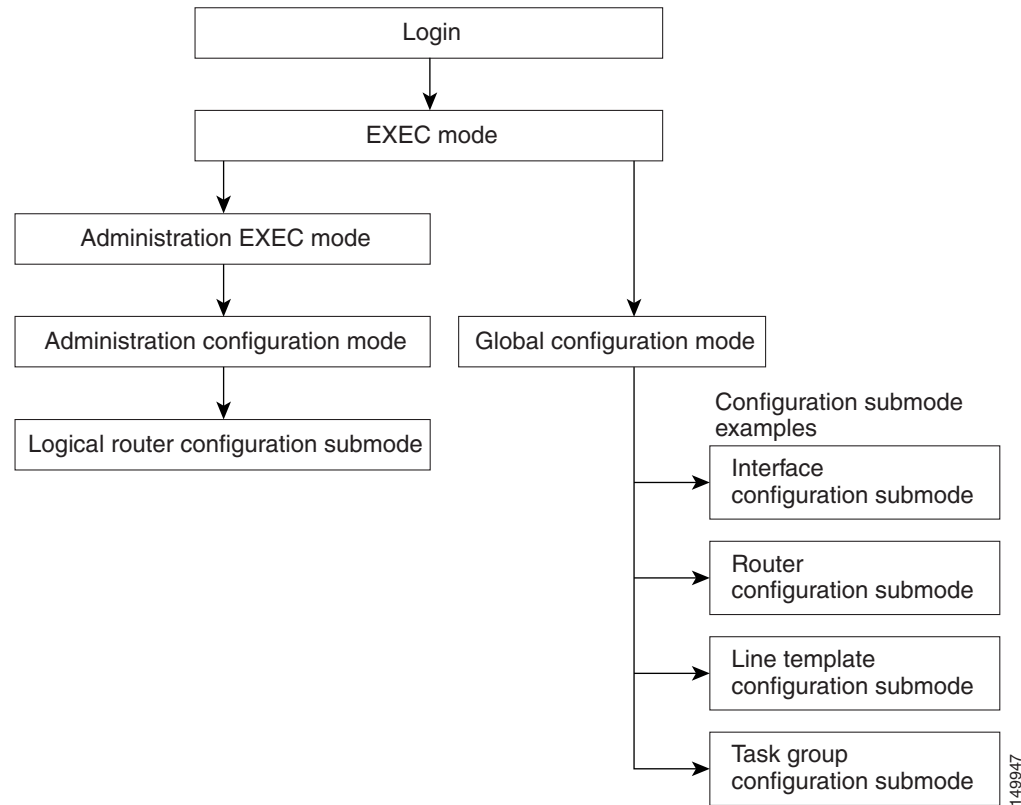 Login
EXEC mode
Administration EXEC mode
Administration configuration mode
Global configuration mode
Logical router configuration submode
Configuration submode
examples
Interface
configuration submode
Router
configuration submode
Line template
configuration submode
Task group
configuration submode
149947